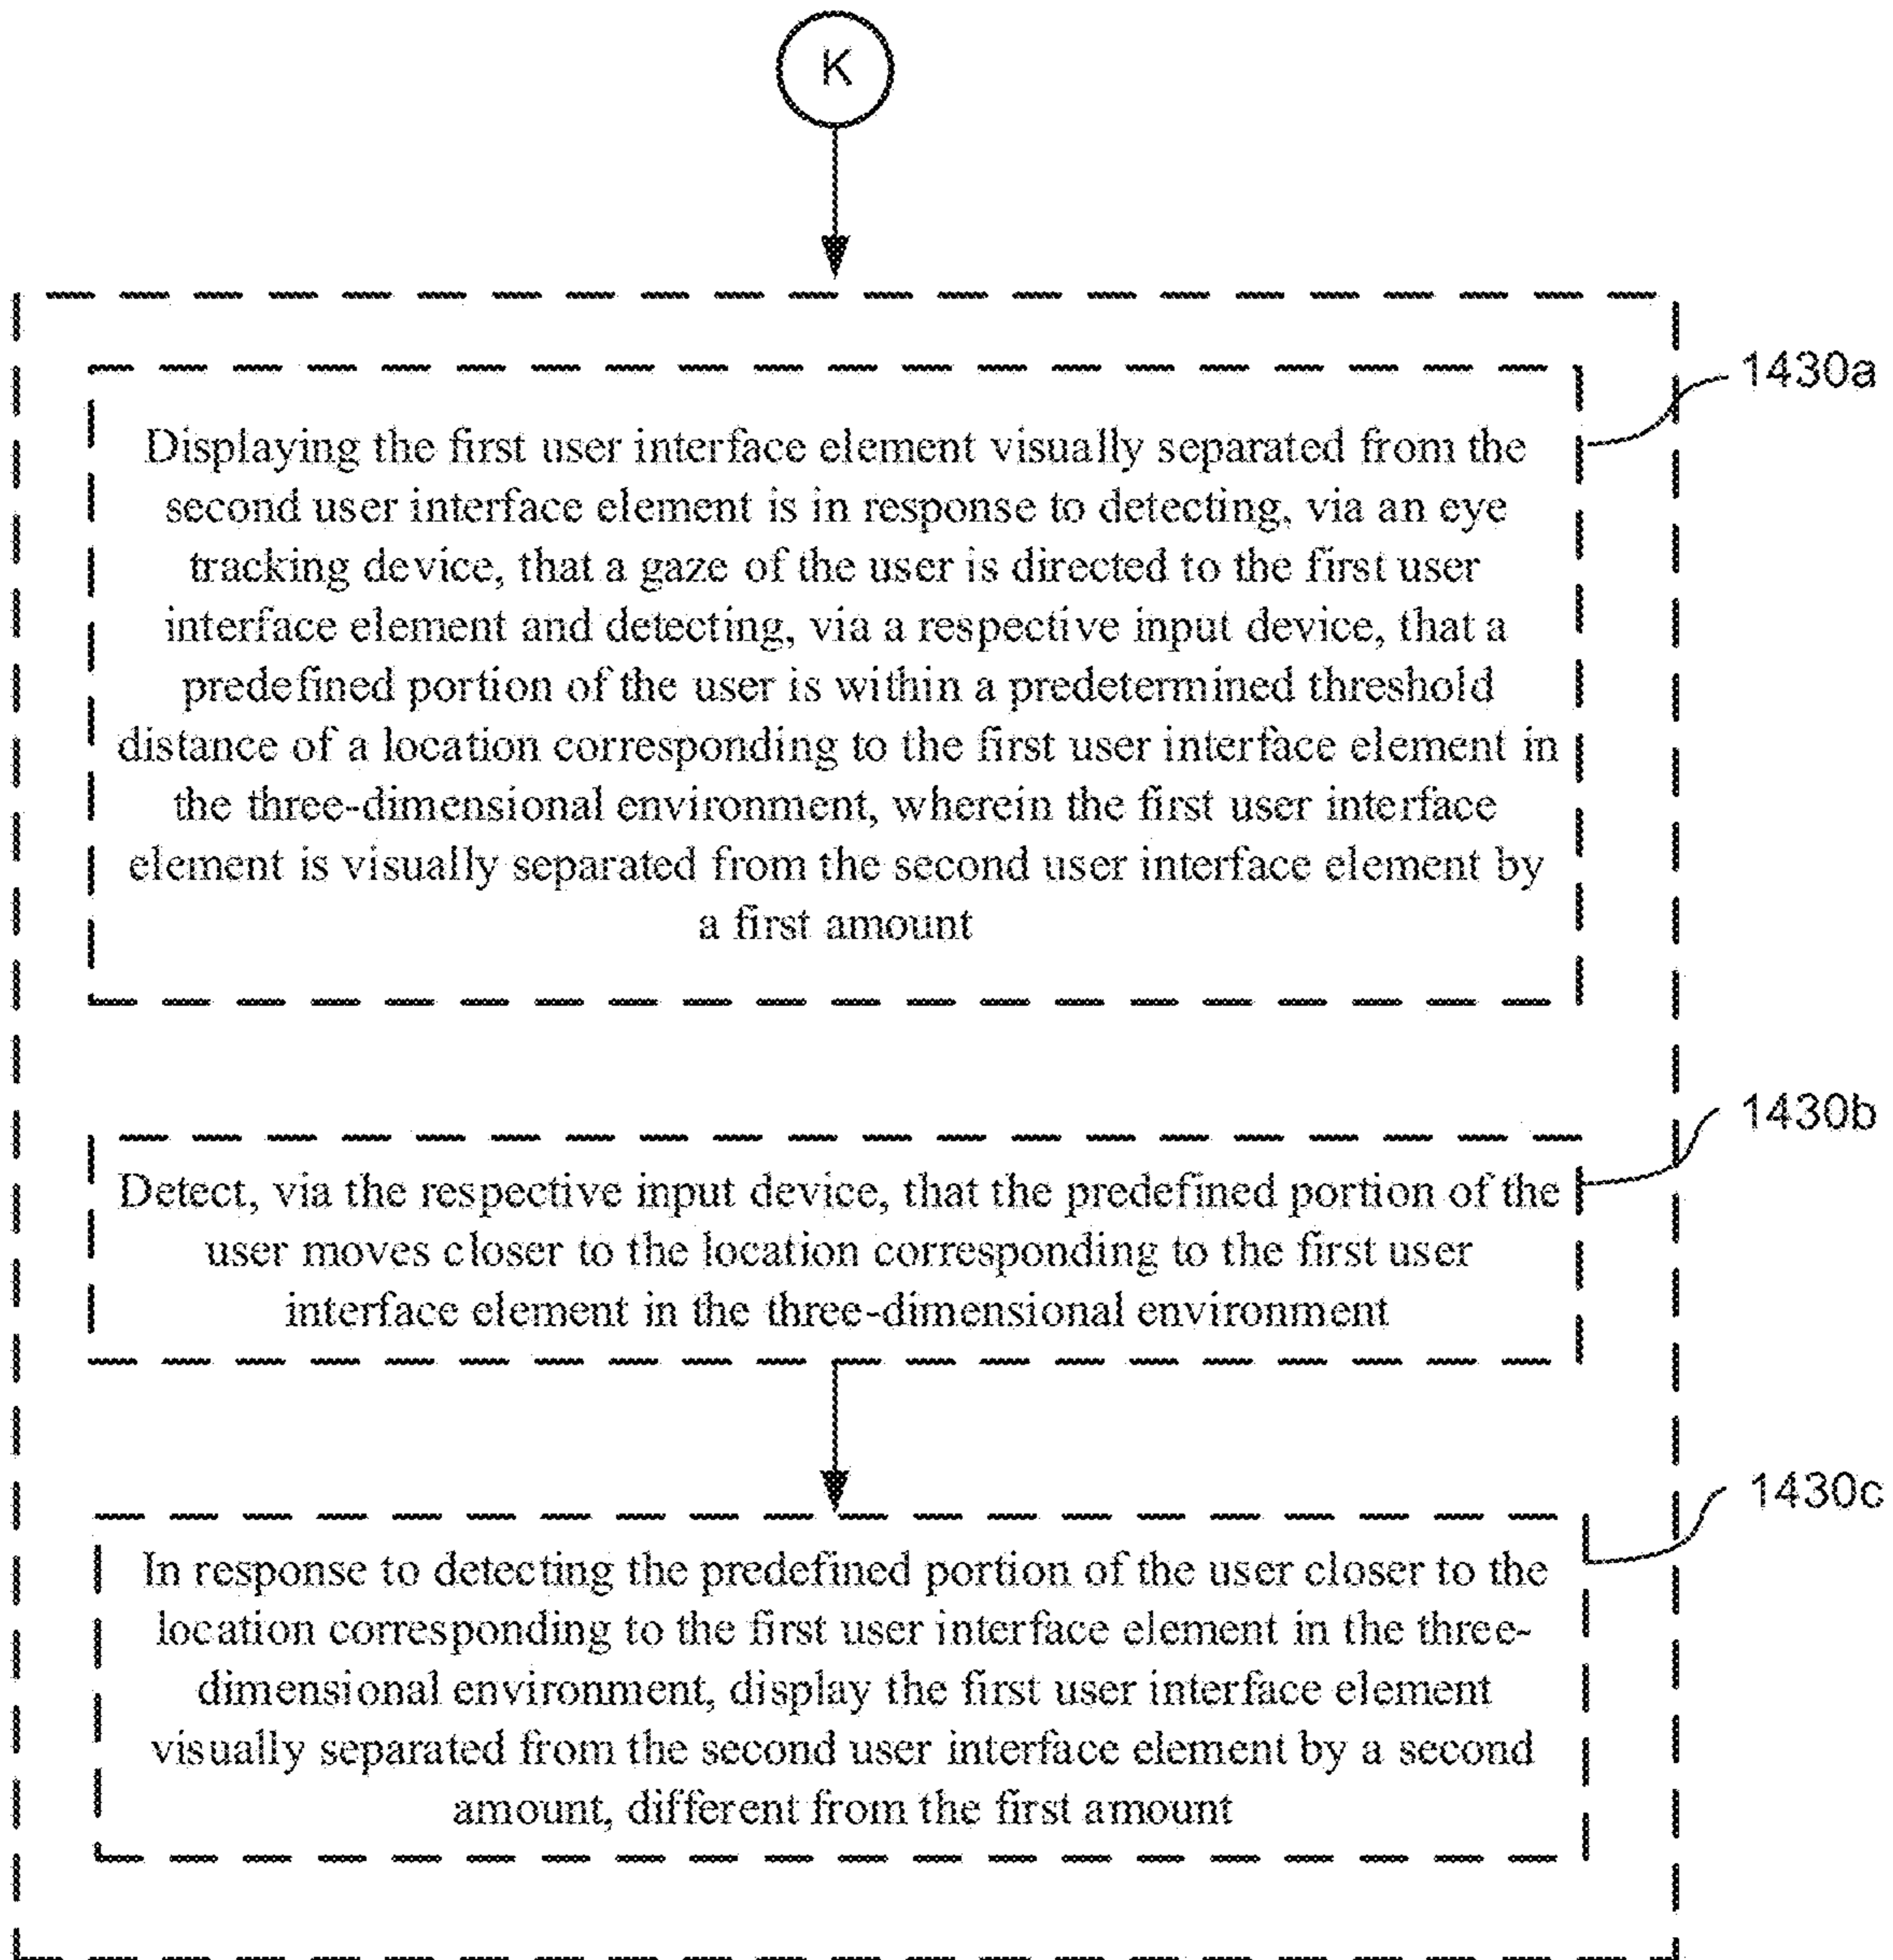 K
1430a
Displaying the first user interface element visually separated from the
second user interface element is in response to detecting, via an eye
tracking device, that a gaze of the user is directed to the first user
interface element and detecting, via a respective input device, that a
predefined portion of the user is within a predetermined threshold
distance of a location corresponding to the first user interface element in
the three-dimensional environment, wherein the first user interface
element is visually separated from the second user interface element by
a first amount
1430b
Detect, via the respective input device, that the predefined portion of the
user moves closer to the location corresponding to the first user
interface element in the three-dimensional environment
1430c
In response to detecting the predefined portion of the user closer to the
location corresponding to the first user interface element in the three-
dimensional environment, display the first user interface element
visually separated from the second user interface element by a second
amount, different from the first amount